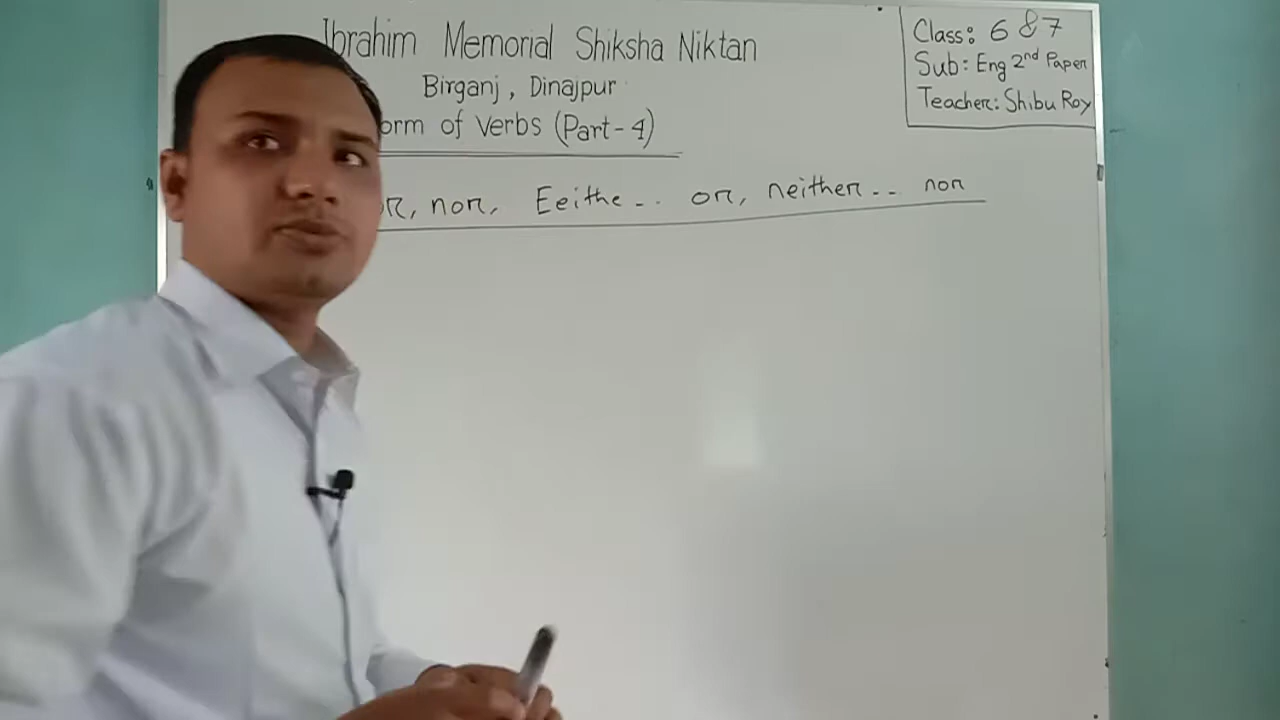 Ibrahim Memorial Shiksha Niktan
Birganj, Dinajpur
orm of Verbs (Part-4)
Class: 6 & 7
Sub: Eng 2nd Paper
Teacher: Shibu Roy
or, nor, Eeithe... or, neither... nor